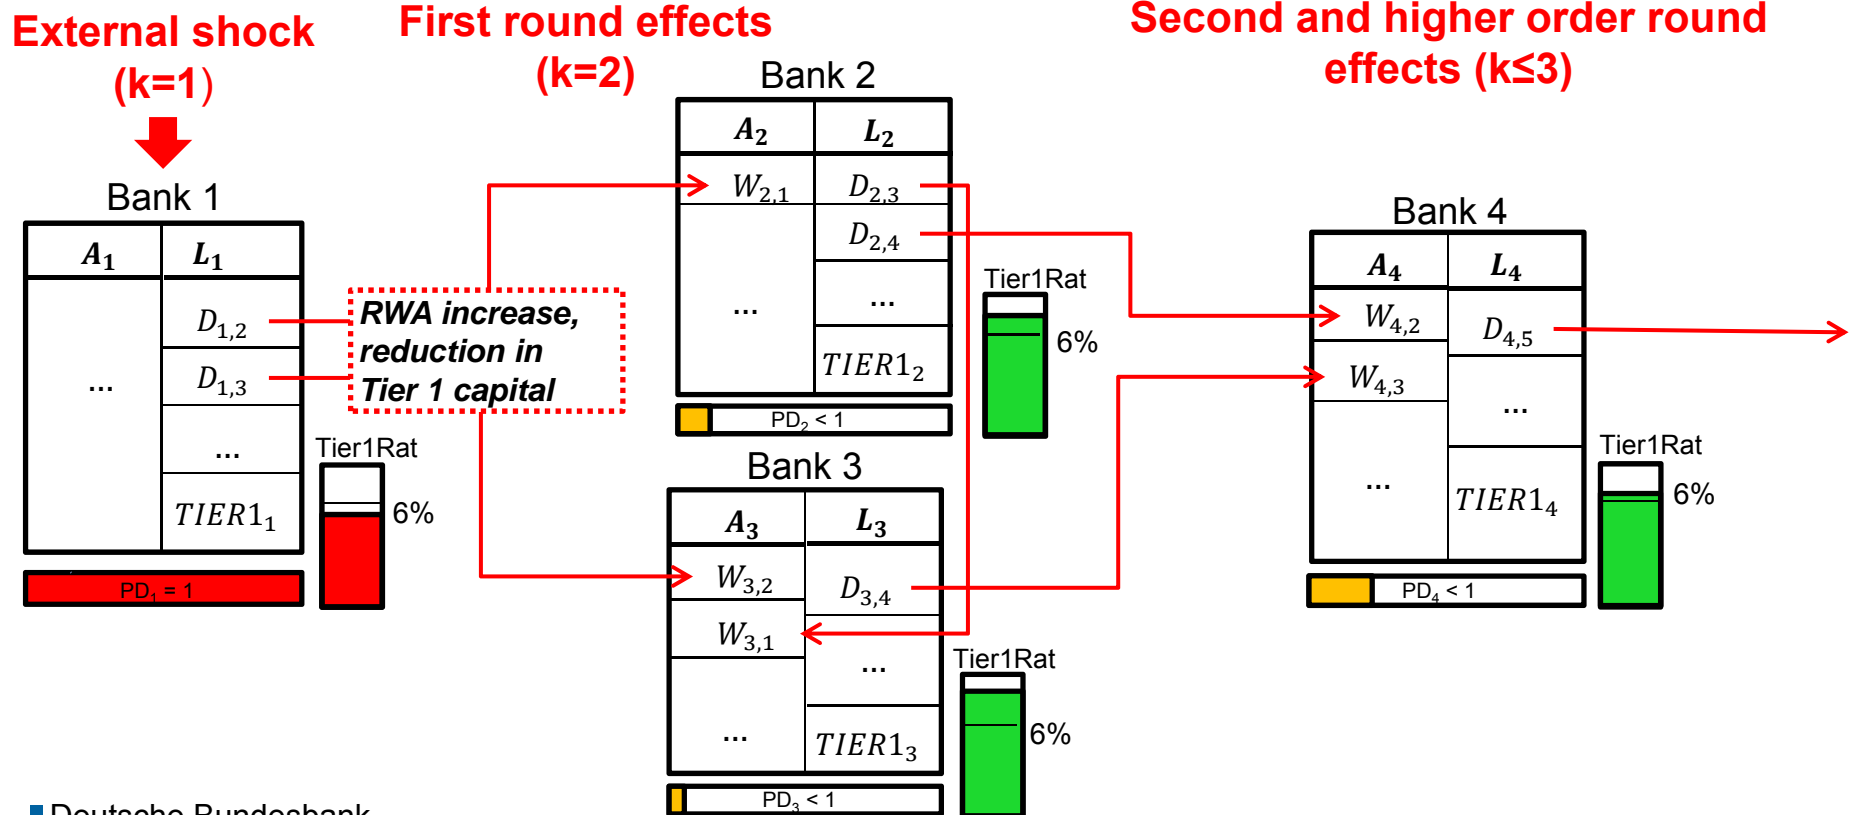 External shock
(k=1)
First round effects
(k=2)
Second and higher order round
effects (k≤3)
Bank 1
A₁ L₁
D₁,₂
... D₁,₃
...
TIER1₁
PD₁ = 1
Tier1Rat
6%
RWA increase,
reduction in
Tier 1 capital
Bank 2
A₂ L₂
W₂,₁ D₂,₃
D₂,₄
... ...
TIER1₂
PD₂ < 1
Tier1Rat
6%
Bank 3
A₃ L₃
W₃,₂ D₃,₄
W₃,₁
...
... TIER1₃
PD₃ < 1
Tier1Rat
6%
Bank 4
A₄ L₄
W₄,₂ D₄,₅
W₄,₃
...
... TIER1₄
PD₄ < 1
Tier1Rat
6%
Deutsche Bundesbank